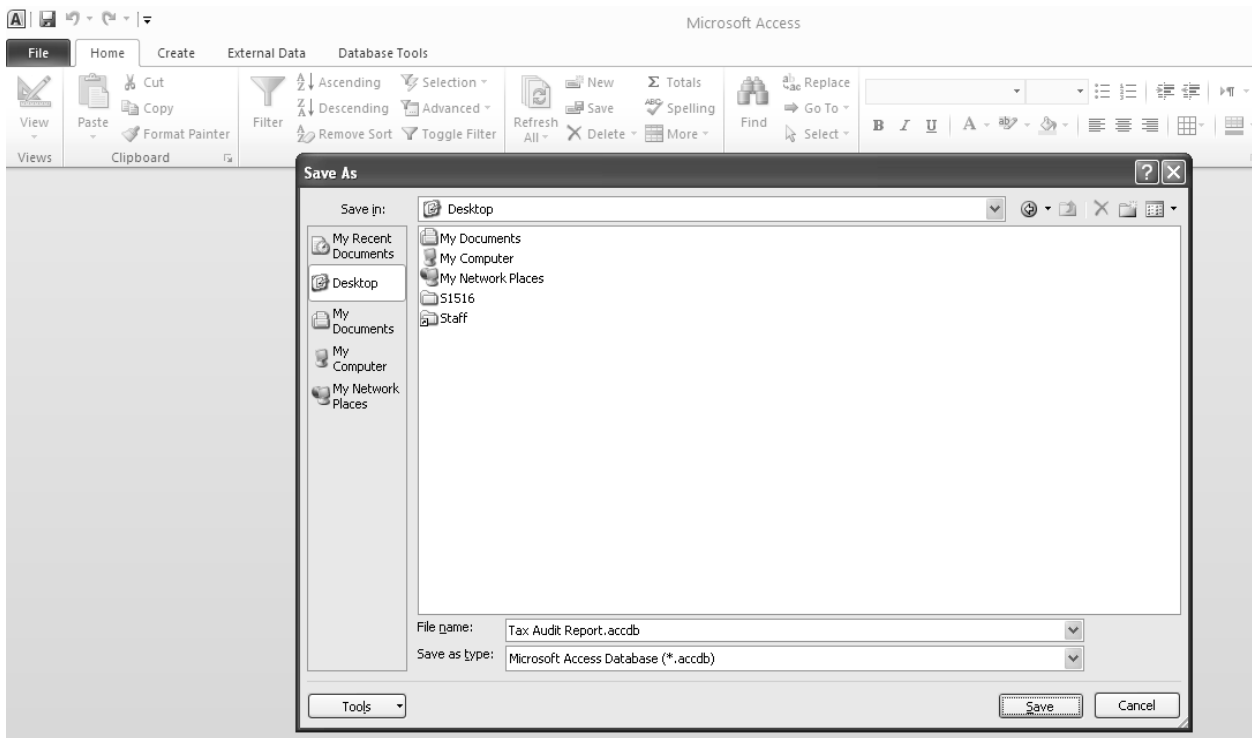 Microsoft Access
File Home Create External Data Database Tools
View
Views
Paste
Cut
Copy
Format Painter
Clipboard
Filter
Ascending
Descending
Remove Sort
Selection
Advanced
Toggle Filter
Refresh
All
New
Save
Delete
Totals
Spelling
More
Find
Replace
Go To
Select
B I U A
Save As
Save in: Desktop
My Recent
Documents
Desktop
My
Documents
My
Computer
My Network
Places
My Documents
My Computer
My Network Places
S1516
Staff
File name: Tax Audit Report.accdb
Save as type: Microsoft Access Database (*.accdb)
Tools Save Cancel